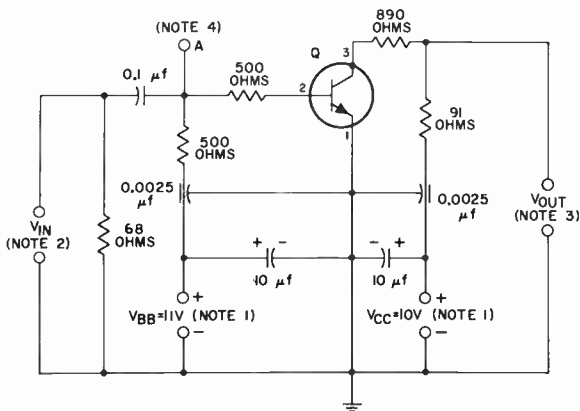 890
OHMS
(NOTE 4)
A
Q
3
0.1 μf
500
OHMS
2
1
500
OHMS
91
OHMS
0.0025
μf
0.0025
μf
VIN
(NOTE 2)
68
OHMS
VOUT
(NOTE 3)
+ -
- +
10 μf
10 μf
+
VBB=11V (NOTE 1)
-
+
VCC=10V (NOTE 1)
-